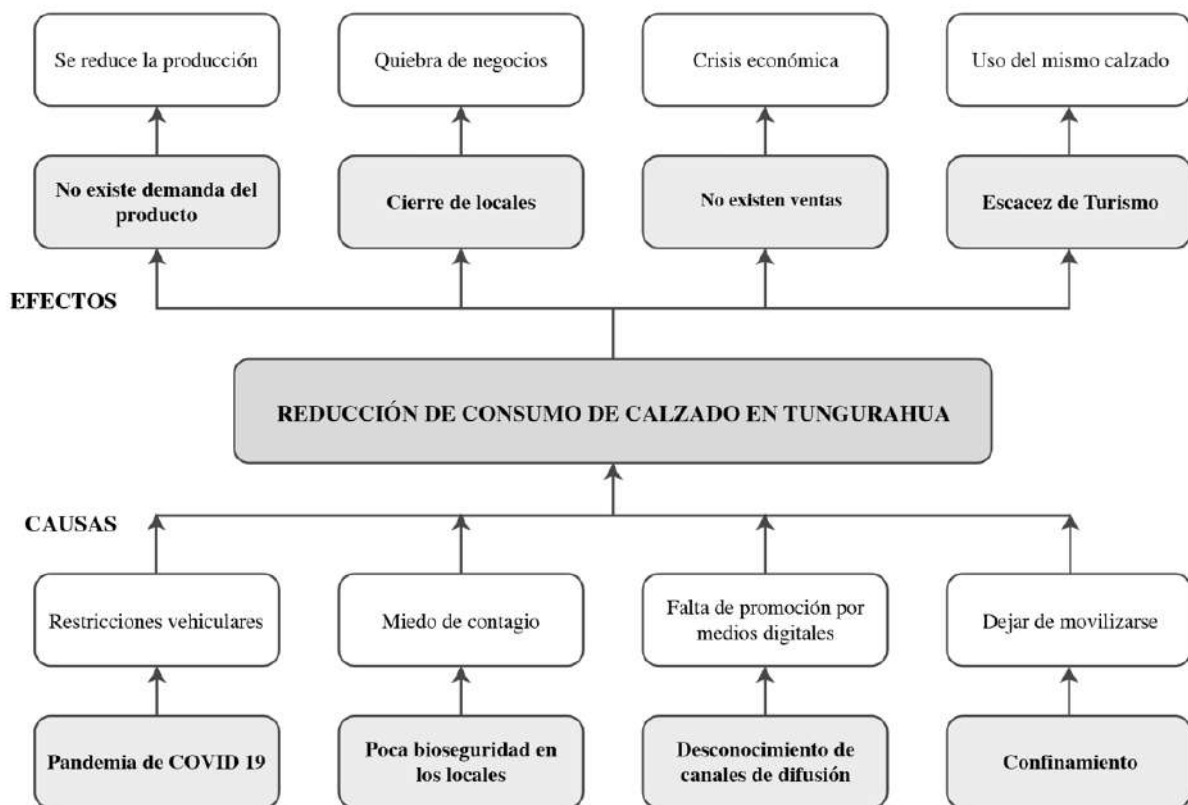 Se reduce la producción
Quiebra de negocios
Crisis económica
Uso del mismo calzado
No existe demanda del
producto
Cierre de locales
No existen ventas
Escacez de Turismo
EFECTOS
REDUCCIÓN DE CONSUMO DE CALZADO EN TUNGURAHUA
CAUSAS
Restricciones vehiculares
Miedo de contagio
Falta de promoción por
medios digitales
Dejar de movilizarse
Pandemia de COVID 19
Poca bioseguridad en
los locales
Desconocimiento de
canales de difusión
Confinamiento